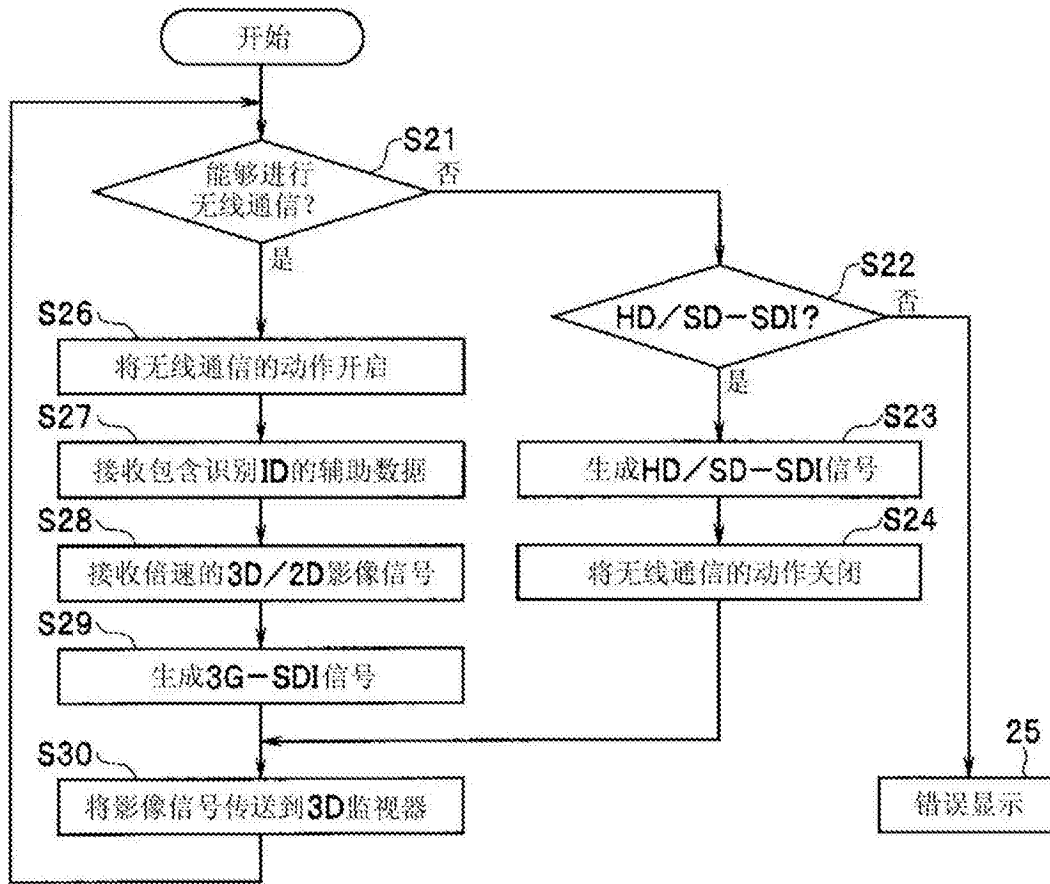 开始
S21
能够进行
无线通信?
否
是
S22
HD/SD-SDI?
否
是
S26
将无线通信的动作开启
S27
接收包含识别ID的辅助数据
S28
接收倍速的3D/2D影像信号
S29
生成3G-SDI信号
S23
生成HD/SD-SDI信号
S24
将无线通信的动作关闭
S30
将影像信号传送到3D监视器
25
错误显示